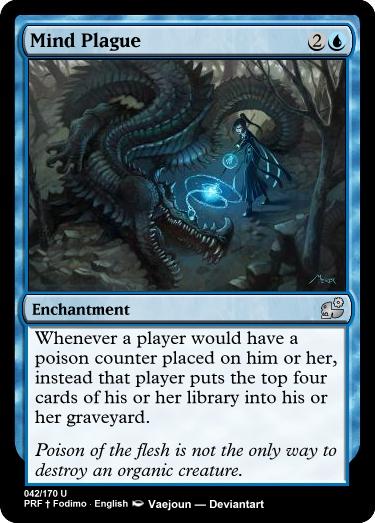 Mind Plague
2
Enchantment
Whenever a player would have a
poison counter placed on him or her,
instead that player puts the top four
cards of his or her library into his or
her graveyard.
Poison of the flesh is not the only way to
destroy an organic creature.
042/170 U
PRF † Fodimo · English Vaejoun — Deviantart